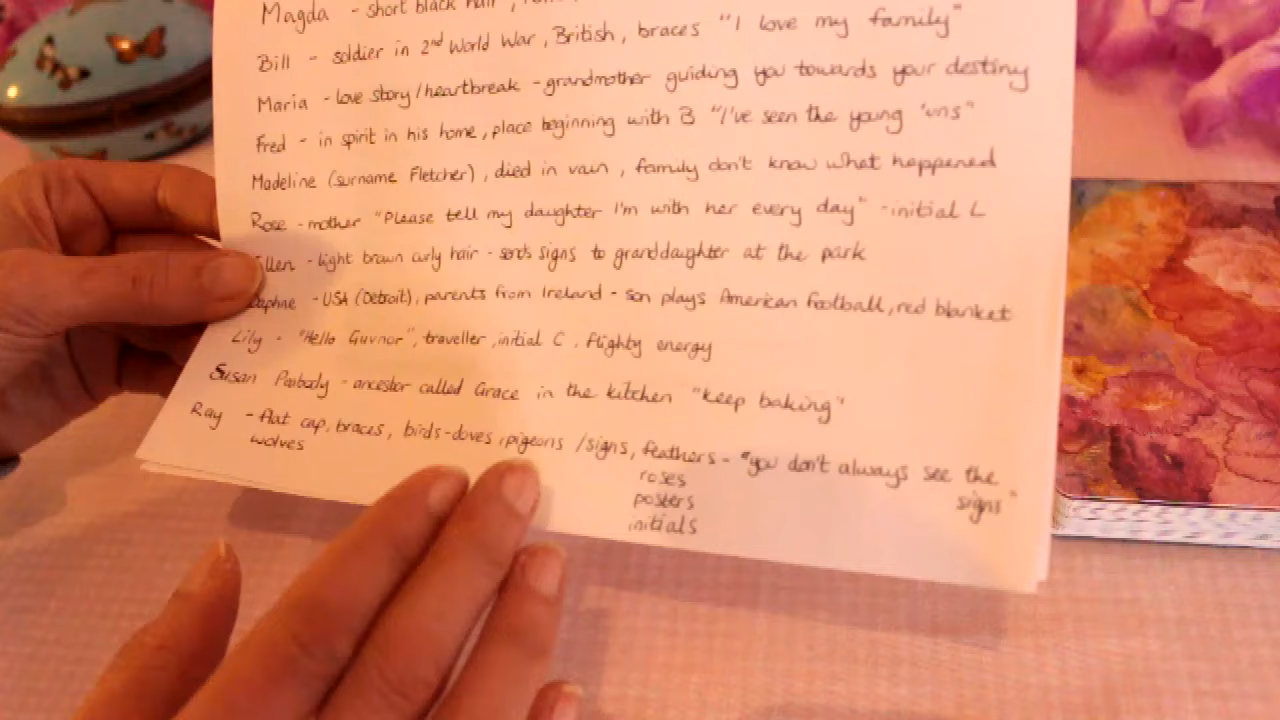 Magda - short black hair,
Bill - soldier in 2nd World War, British, braces "I love my family"
Maria - love story/heartbreak - grandmother guiding you towards your destiny
Fred - in spirit in his home, place beginning with B "I've seen the young 'uns"
Madeline (surname Fletcher), died in vain, family don't know what happened
Rose - mother "Please tell my daughter I'm with her every day" - initial L
Ellen - light brown curly hair - sends signs to granddaughter at the park
Daphne - USA (Detroit), parents from Ireland - son plays American football, red blanket
Lily - "Hello Guvnor", traveller, initial C, flighty energy
Susan Peabody - ancestor called Grace in the kitchen "keep baking"
Ray - flat cap, braces, birds-doves, pigeons /signs, feathers - "you don't always see the
wolves
roses
signs"
posters
initials